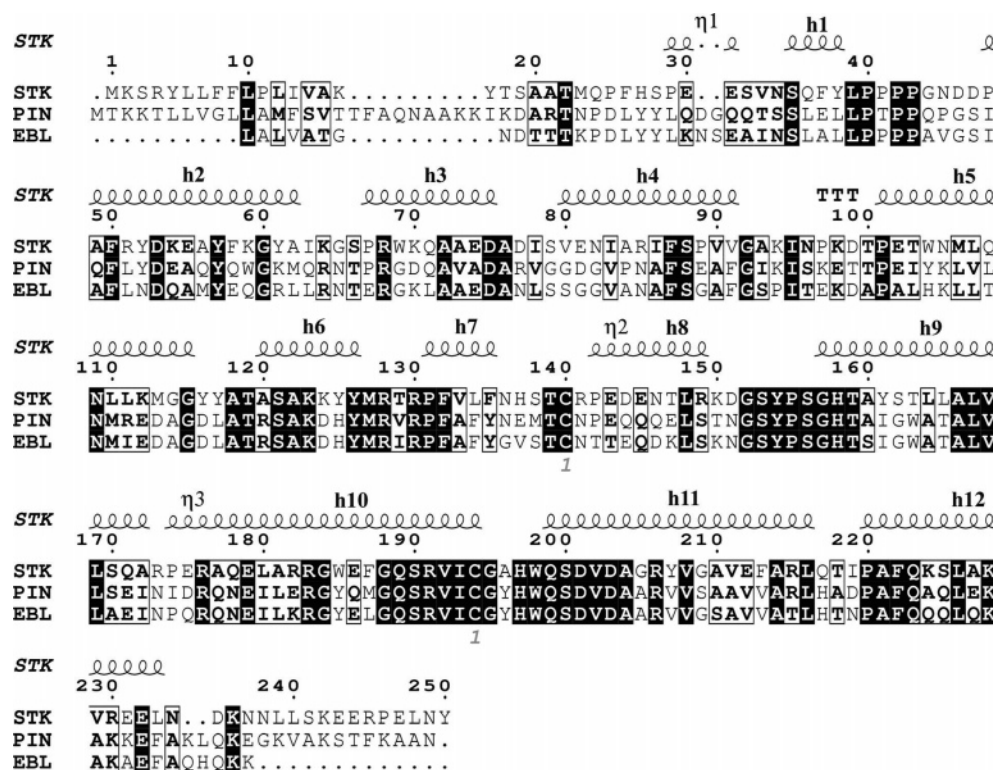 STK η1 h1
1 10 20 30 40
STK .MKSRYLLFFLPLIVAK.........YTSAATMQPFHSPE..ESVNSQFYLPPPPGNDDP
PIN MTKKTLLVGLLAMFSVTTFAQNAAKKIKDARTNPDLYYLQDGQQTSSLELLPTPPQPGSI
EBL ..........LALVATG..........NDTTTKPDLYYLKNSEAINSLALLPPPPAVGSI
STK h2 h3 h4 TTT h5
50 60 70 80 90 100
STK AFRYDKEAYFKGYAIKGSPRWKQAAEDADISVENIARIFSPVVGAKINPKDTPETWNMLQ
PIN QFLYDEAQYQWGKMQRNTPRGDQAVADARVGGDGVPNAFSEAFGIKISKETTPEIYKLVL
EBL AFLNDQAMYEQGRLLRNTERGKLAAEDANLSSGGVANAFSGAFGSPITEKDAPALHKLLT
STK h6 h7 η2 h8 h9
110 120 130 140 150 160
STK NLLKMGGYYATASAKKYYMRTRPFVLFNHSTCRPEDENTLRKDGSYPSGHTAYSTLLALV
PIN NMREDAGDLATRSAKDHYMRVRPFAFYNEMTCNPEQQQELSTNGSYPSGHTAIGWATALV
EBL NMIEDAGDLATRSAKDHYMRIRPFAFYGVSTCNTTEQDKLSKNGSYPSGHTSIGWATALV
1
STK η3 h10 h11 h12
170 180 190 200 210 220
STK LSQARPERAQELARRGWEFGQSRVICGAHWQSDVDAGRYVGAVEFARLQTIPAFQKSLAK
PIN LSEINIDRQNEILERGYQMGQSRVICGYHWQSDVDAARVVSAAVVARLHADPAFQAQLEK
EBL LAEINPQRQNEILKRGYELGQSRVICGYHWQSDVDAARVVGSAVVATLHTNPAFQQQLQK
1
STK
230 240 250
STK VREELN..DKNNLLSKEERPELNY
PIN AKKEFAKLQKEGKVAKSTFKAAN.
EBL AKAEFAQHQKK.............